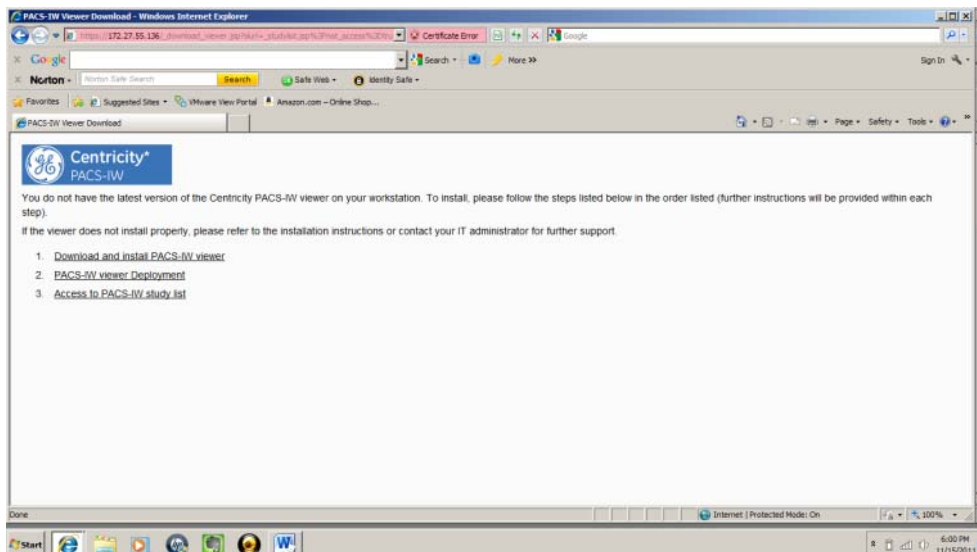 PACS-IW Viewer Download - Windows Internet Explorer
172.27.55.136 Certificate Error Google
Google Search More >> Sign In
Norton Norton Safe Search Search Safe Web Identity Safe
Favorites Suggested Sites VMware View Portal Amazon.com – Online Shop...
PACS-IW Viewer Download Page Safety Tools
Centricity*
PACS-IW
You do not have the latest version of the Centricity PACS-IW viewer on your workstation. To install, please follow the steps listed below in the order listed (further instructions will be provided within each
step).
If the viewer does not install properly, please refer to the installation instructions or contact your IT administrator for further support.
1. Download and install PACS-IW viewer
2. PACS-IW viewer Deployment
3. Access to PACS-IW study list
Done Internet | Protected Mode: On 100%
Start 6:00 PM